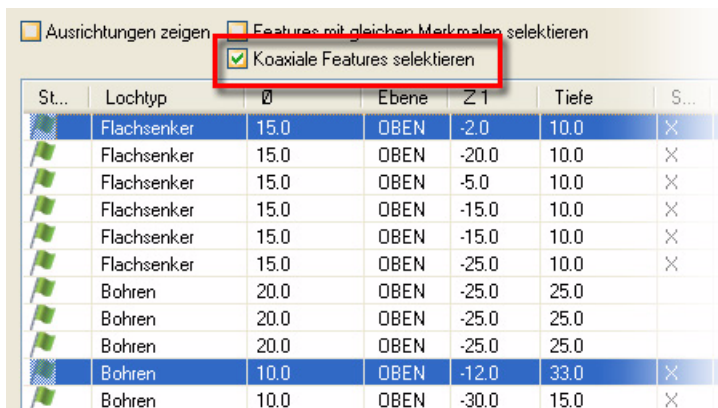 Ausrichtungen zeigen Features mit gleichen Merkmalen selektieren
Koaxiale Features selektieren
St... Lochtyp Ø Ebene Z 1 Tiefe S...
Flachsenker 15.0 OBEN -2.0 10.0 X
Flachsenker 15.0 OBEN -20.0 10.0 X
Flachsenker 15.0 OBEN -5.0 10.0 X
Flachsenker 15.0 OBEN -15.0 10.0 X
Flachsenker 15.0 OBEN -15.0 10.0 X
Flachsenker 15.0 OBEN -25.0 10.0 X
Bohren 20.0 OBEN -25.0 25.0
Bohren 20.0 OBEN -25.0 25.0
Bohren 20.0 OBEN -25.0 25.0
Bohren 10.0 OBEN -12.0 33.0 X
Bohren 10.0 OBEN -30.0 15.0 X